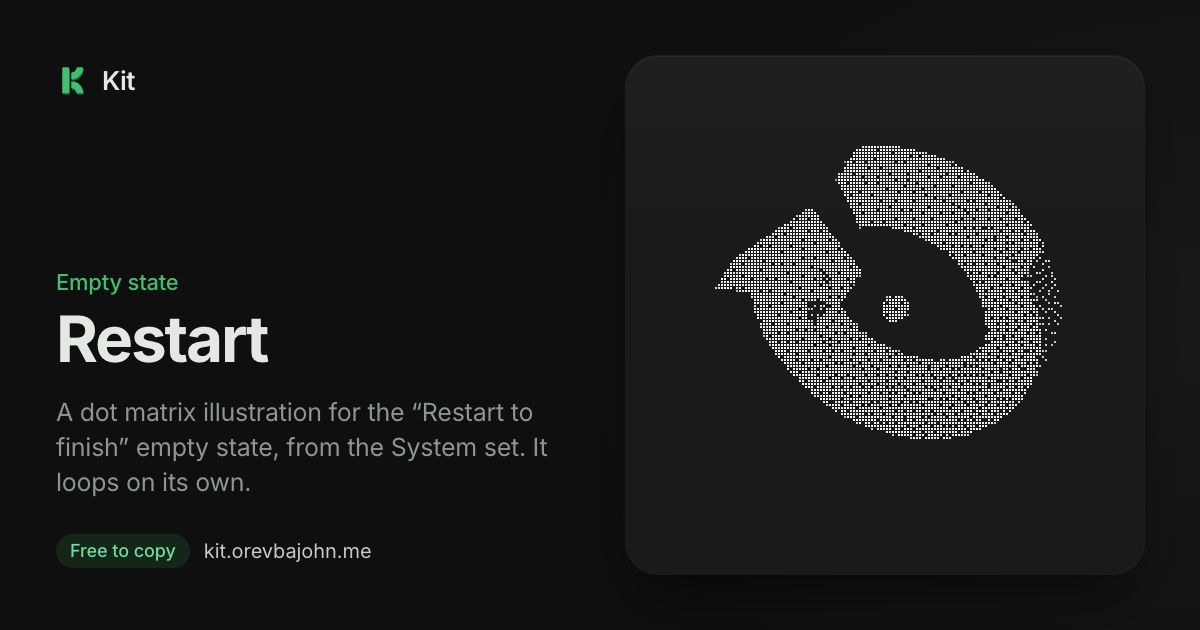 Kit
Empty state
Restart
A dot matrix illustration for the “Restart to
finish” empty state, from the System set. It
loops on its own.
Free to copy
kit.orevbajohn.me